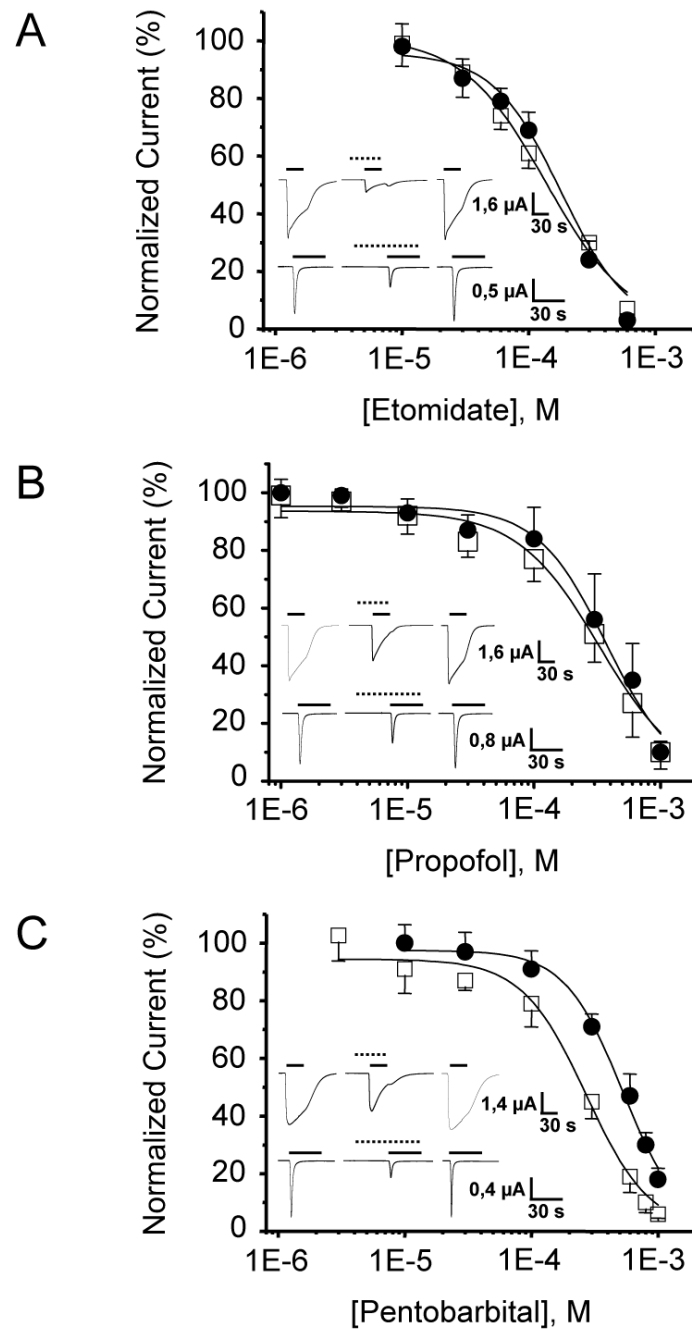 A
Normalized Current (%)
100
80
60
40
20
0
1,6 µA
30 s
0,5 µA
30 s
1E-6 1E-5 1E-4 1E-3
[Etomidate], M
B
Normalized Current (%)
100
80
60
40
20
0
1,6 µA
30 s
0,8 µA
30 s
1E-6 1E-5 1E-4 1E-3
[Propofol], M
C
Normalized Current (%)
100
80
60
40
20
0
1,4 µA
30 s
0,4 µA
30 s
1E-6 1E-5 1E-4 1E-3
[Pentobarbital], M